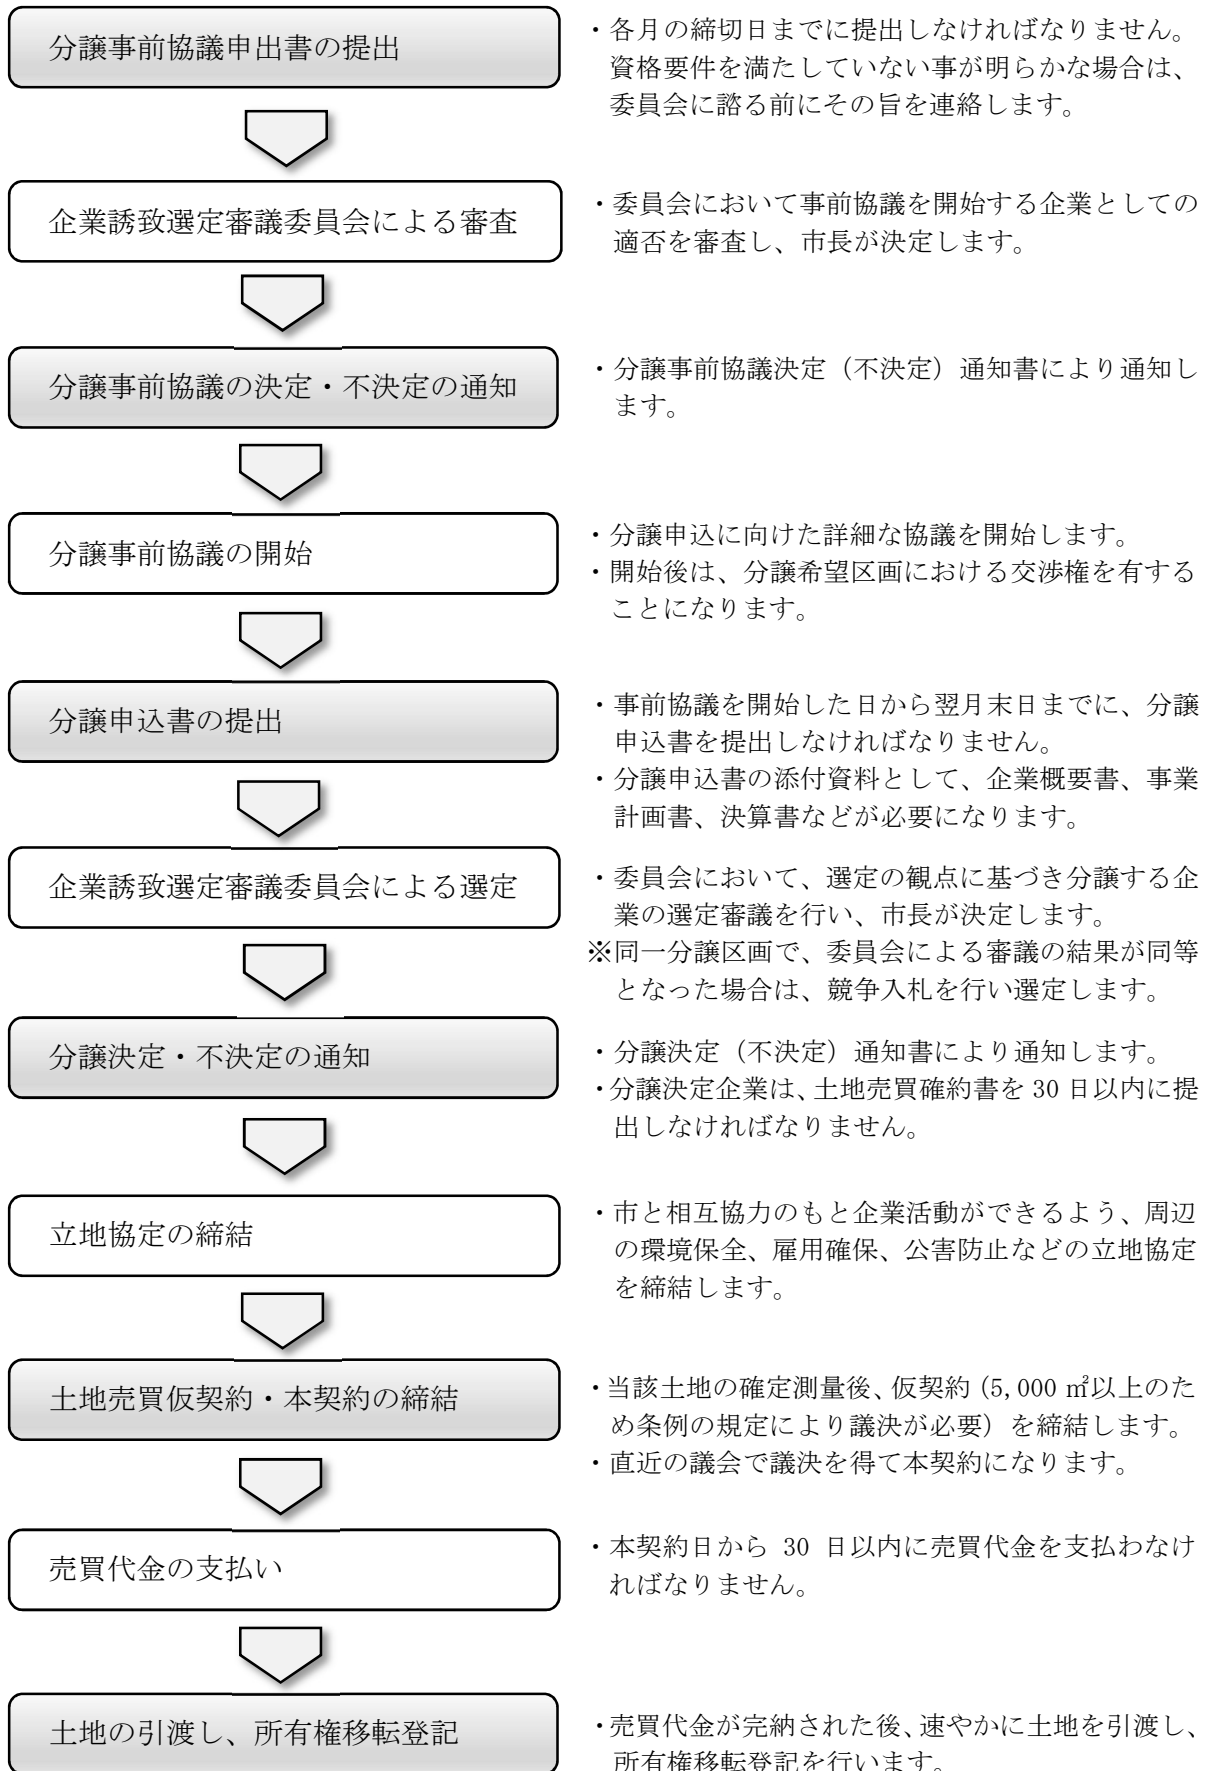 分譲事前協議申出書の提出
・各月の締切日までに提出しなければなりません。
資格要件を満たしていない事が明らかな場合は、
委員会に諮る前にその旨を連絡します。
企業誘致選定審議委員会による審査
・委員会において事前協議を開始する企業としての
適否を審査し、市長が決定します。
分譲事前協議の決定・不決定の通知
・分譲事前協議決定（不決定）通知書により通知し
ます。
分譲事前協議の開始
・分譲申込に向けた詳細な協議を開始します。
・開始後は、分譲希望区画における交渉権を有する
ことになります。
分譲申込書の提出
・事前協議を開始した日から翌月末日までに、分譲
申込書を提出しなければなりません。
・分譲申込書の添付資料として、企業概要書、事業
計画書、決算書などが必要になります。
企業誘致選定審議委員会による選定
・委員会において、選定の観点に基づき分譲する企
業の選定審議を行い、市長が決定します。
※同一分譲区画で、委員会による審議の結果が同等
となった場合は、競争入札を行い選定します。
分譲決定・不決定の通知
・分譲決定（不決定）通知書により通知します。
・分譲決定企業は、土地売買確約書を 30 日以内に提
出しなければなりません。
立地協定の締結
・市と相互協力のもと企業活動ができるよう、周辺
の環境保全、雇用確保、公害防止などの立地協定
を締結します。
土地売買仮契約・本契約の締結
・当該土地の確定測量後、仮契約（5,000 ㎡以上のた
め条例の規定により議決が必要）を締結します。
・直近の議会で議決を得て本契約になります。
売買代金の支払い
・本契約日から 30 日以内に売買代金を支払わなけ
ればなりません。
土地の引渡し、所有権移転登記
・売買代金が完納された後、速やかに土地を引渡し、
所有権移転登記を行います。